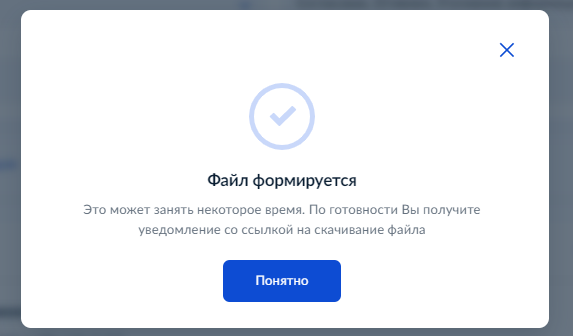 Файл формируется
Это может занять некоторое время. По готовности Вы получите
уведомление со ссылкой на скачивание файла
Понятно